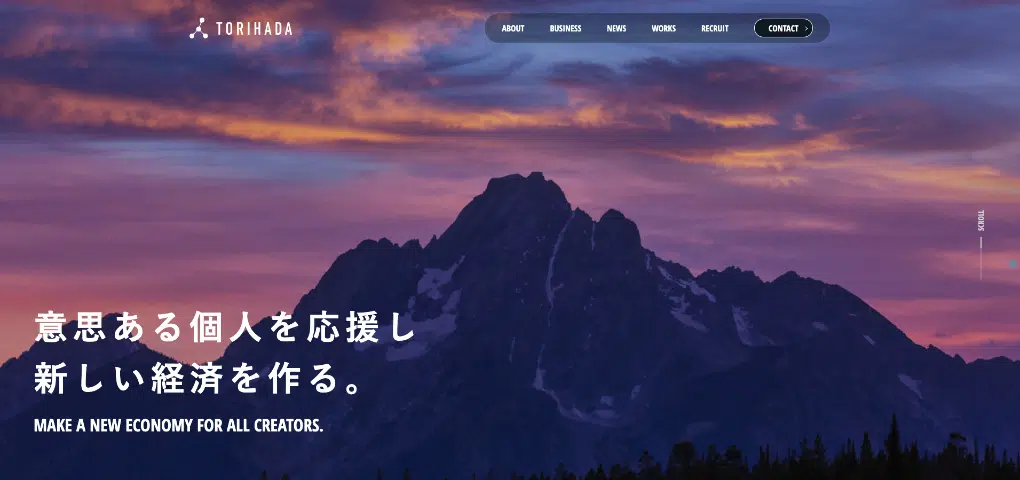 TORIHADA
ABOUT
BUSINESS
NEWS
WORKS
RECRUIT
CONTACT
SCROLL
意思ある個人を応援し
新しい経済を作る。
MAKE A NEW ECONOMY FOR ALL CREATORS.